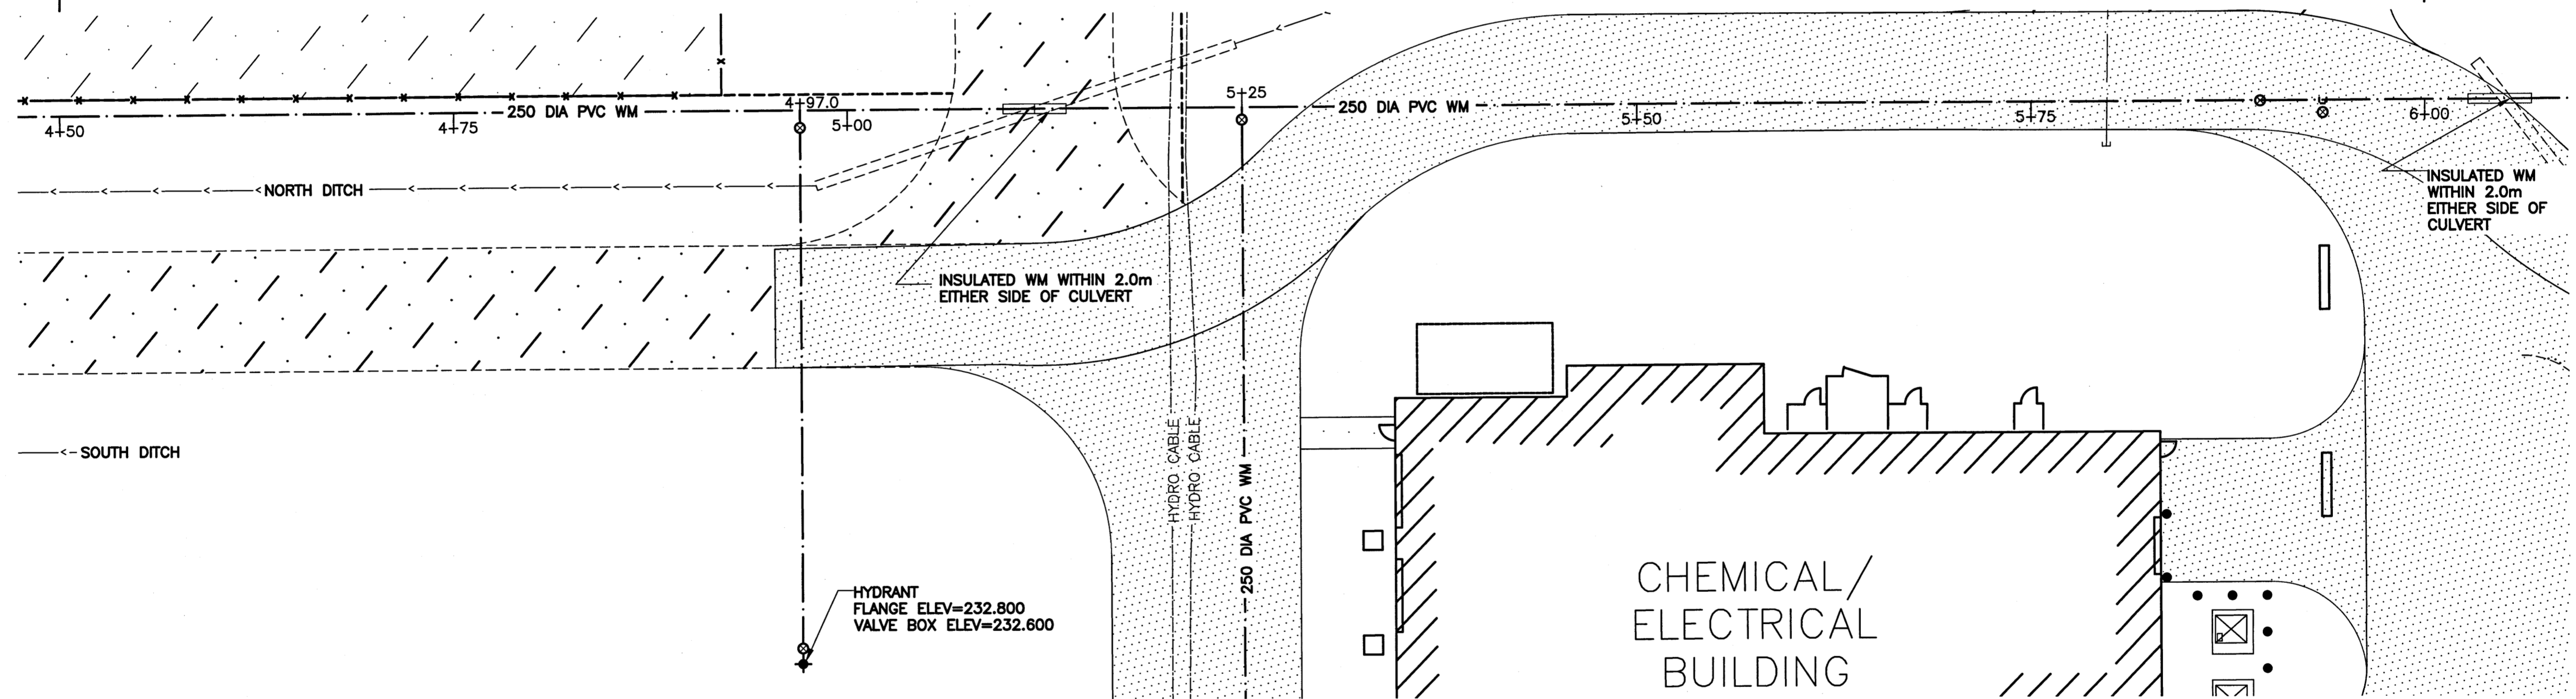 4+97.0
5+25
250 DIA PVC WM
250 DIA PVC WM
4+50
4+75
5+00
5+50
5+75
6+00
NORTH DITCH
INSULATED WM
WITHIN 2.0m
EITHER SIDE OF
CULVERT
INSULATED WM WITHIN 2.0m
EITHER SIDE OF CULVERT
SOUTH DITCH
HYDRO CABLE
HYDRO CABLE
250 DIA PVC WM
HYDRANT
FLANGE ELEV=232.800
VALVE BOX ELEV=232.600
CHEMICAL/
ELECTRICAL
BUILDING